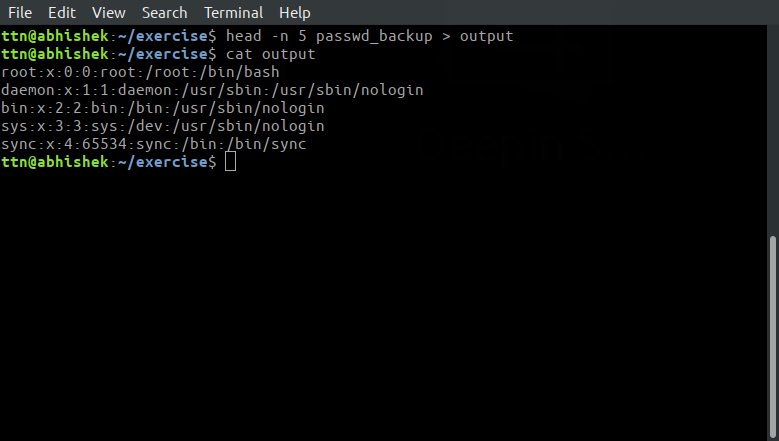 File Edit View Search Terminal Help
ttn@abhishek:~/exercise$ head -n 5 passwd_backup > output
ttn@abhishek:~/exercise$ cat output
root:x:0:0:root:/root:/bin/bash
daemon:x:1:1:daemon:/usr/sbin:/usr/sbin/nologin
bin:x:2:2:bin:/bin:/usr/sbin/nologin
sys:x:3:3:sys:/dev:/usr/sbin/nologin
sync:x:4:65534:sync:/bin:/bin/sync
ttn@abhishek:~/exercise$